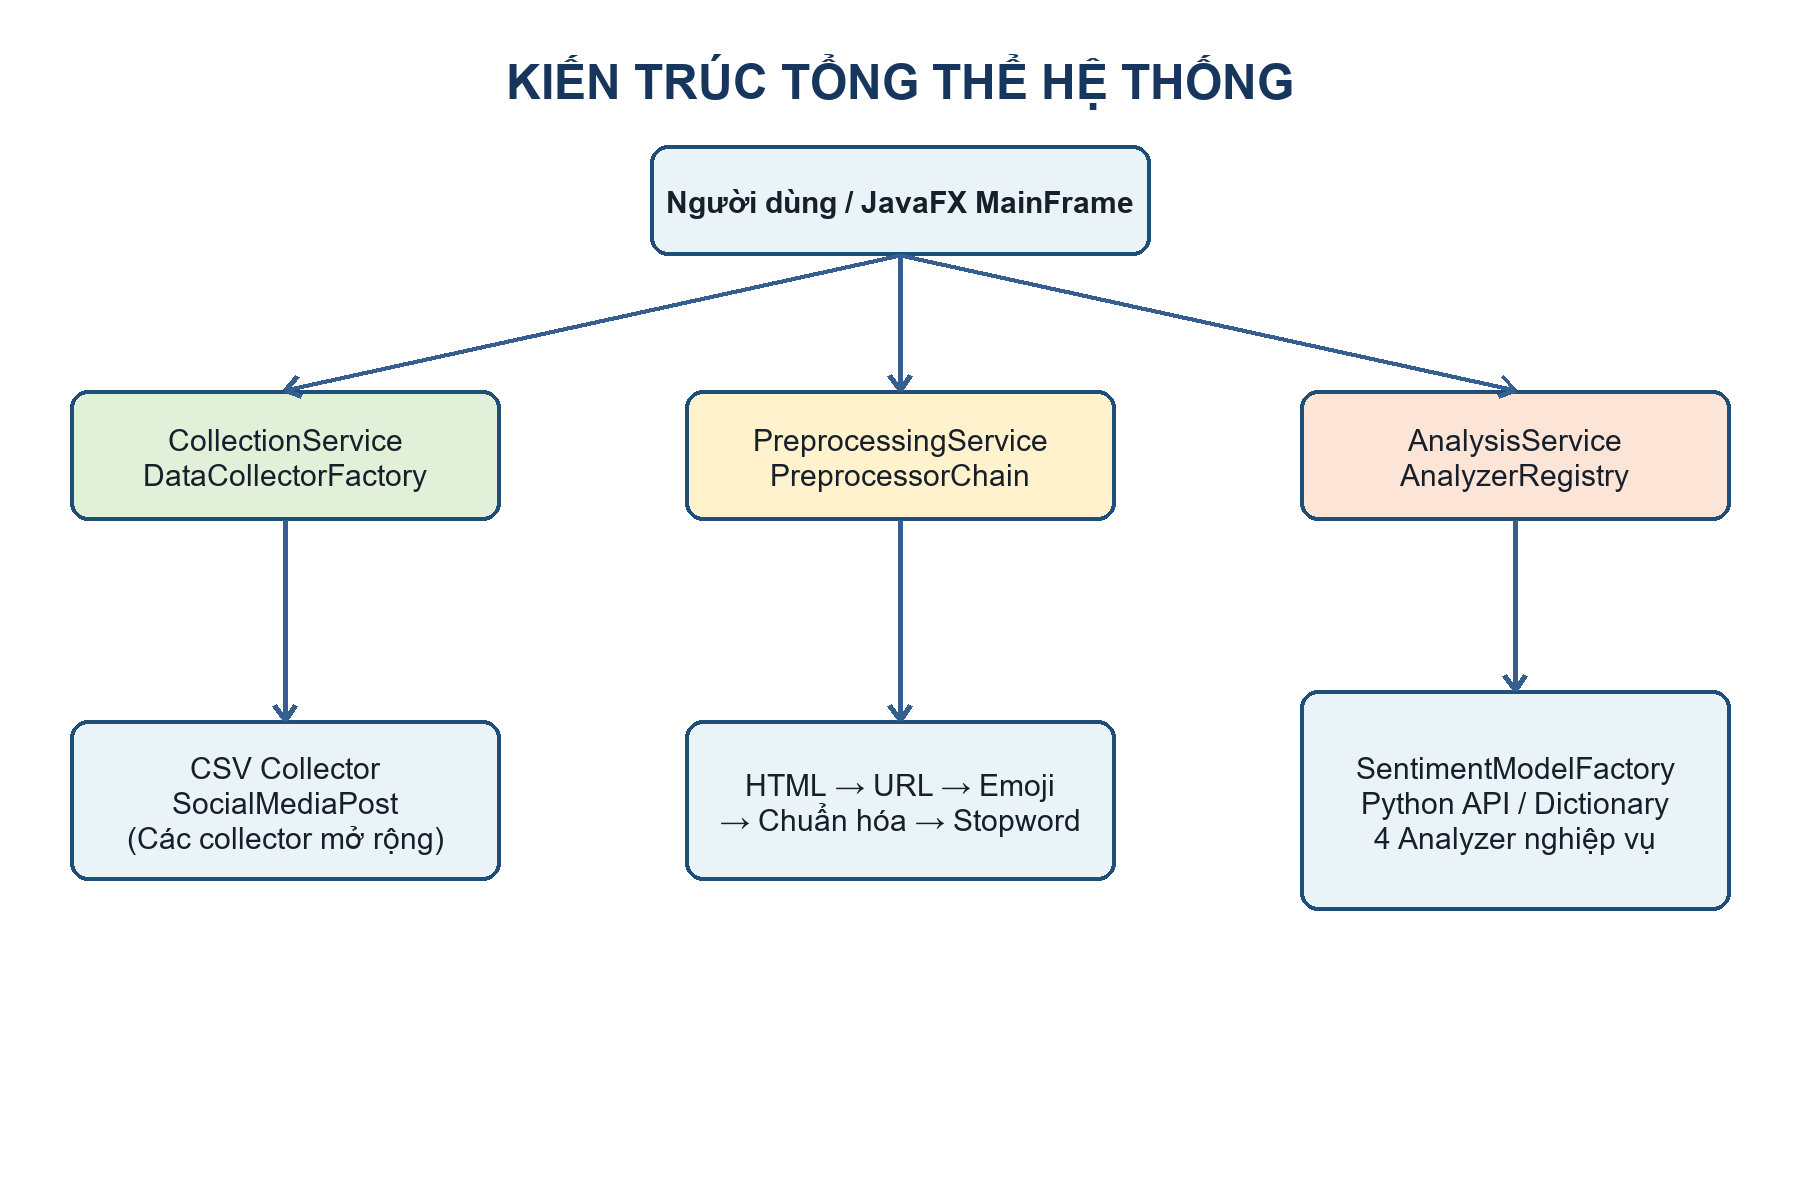 KIẾN TRÚC TỔNG THỂ HỆ THỐNG
Người dùng / JavaFX MainFrame
CollectionService
DataCollectorFactory
PreprocessingService
PreprocessorChain
AnalysisService
AnalyzerRegistry
CSV Collector
SocialMediaPost
(Các collector mở rộng)
HTML → URL → Emoji
→ Chuẩn hóa → Stopword
SentimentModelFactory
Python API / Dictionary
4 Analyzer nghiệp vụ